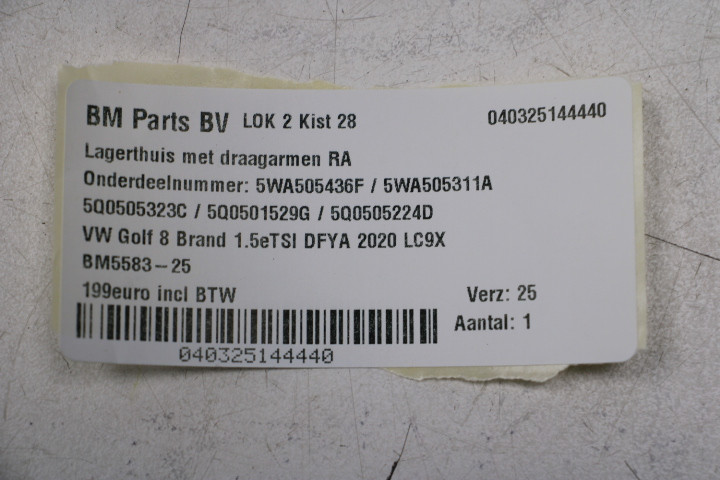 BM Parts BV LOK 2 Kist 28 040325144440
Lagerthuis met draagarmen RA
Onderdeelnummer: 5WA505436F / 5WA505311A
5Q0505323C / 5Q0501529G / 5Q0505224D
VW Golf 8 Brand 1.5eTSI DFYA 2020 LC9X
BM5583-25
199euro incl BTW Verz: 25
Aantal: 1
040325144440